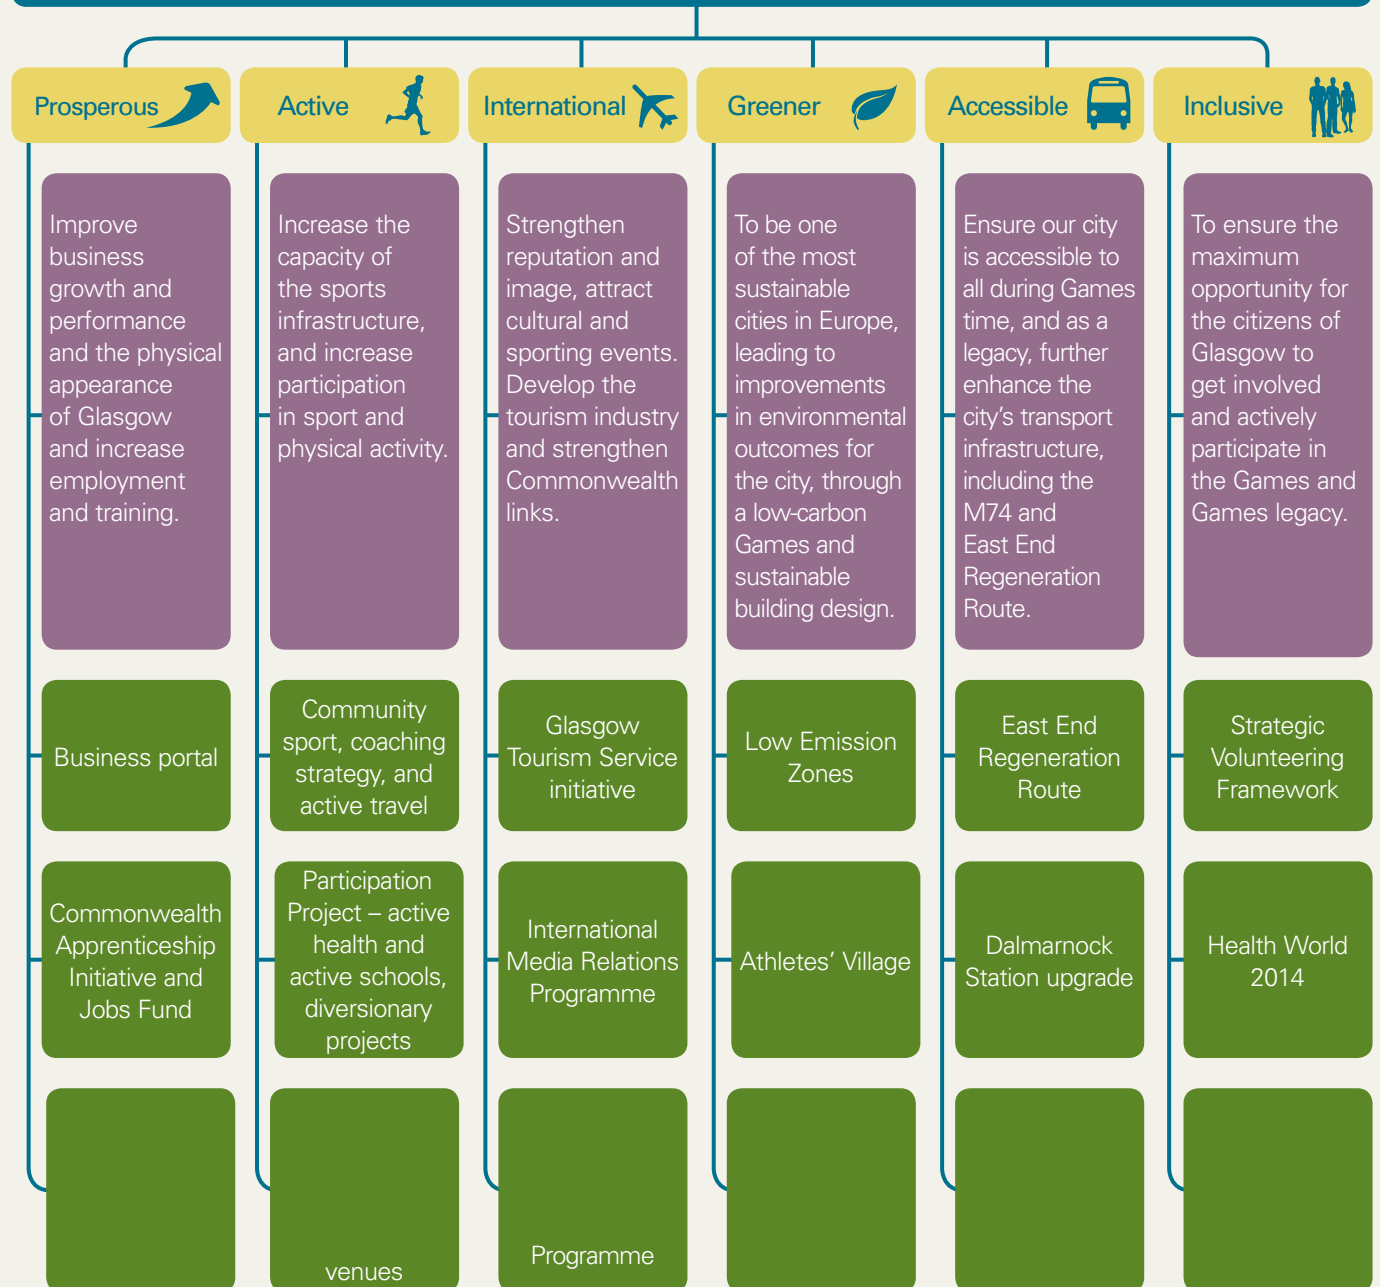 Prosperous
Active
International
Greener
Accessible
Inclusive
Improve
business
growth and
performance
and the physical
appearance
of Glasgow
and increase
employment
and training.
Increase the
capacity of
the sports
infrastructure,
and increase
participation
in sport and
physical activity.
Strengthen
reputation and
image, attract
cultural and
sporting events.
Develop the
tourism industry
and strengthen
Commonwealth
links.
To be one
of the most
sustainable
cities in Europe,
leading to
improvements
in environmental
outcomes for
the city, through
a low-carbon
Games and
sustainable
building design.
Ensure our city
is accessible to
all during Games
time, and as a
legacy, further
enhance the
city's transport
infrastructure,
including the
M74 and
East End
Regeneration
Route.
To ensure the
maximum
opportunity for
the citizens of
Glasgow to
get involved
and actively
participate in
the Games and
Games legacy.
Business portal
Community
sport, coaching
strategy, and
active travel
Glasgow
Tourism Service
initiative
Low Emission
Zones
East End
Regeneration
Route
Strategic
Volunteering
Framework
Commonwealth
Apprenticeship
Initiative and
Jobs Fund
Participation
Project – active
health and
active schools,
diversionary
projects
International
Media Relations
Programme
Athletes' Village
Dalmarnock
Station upgrade
Health World
2014
venues
Programme